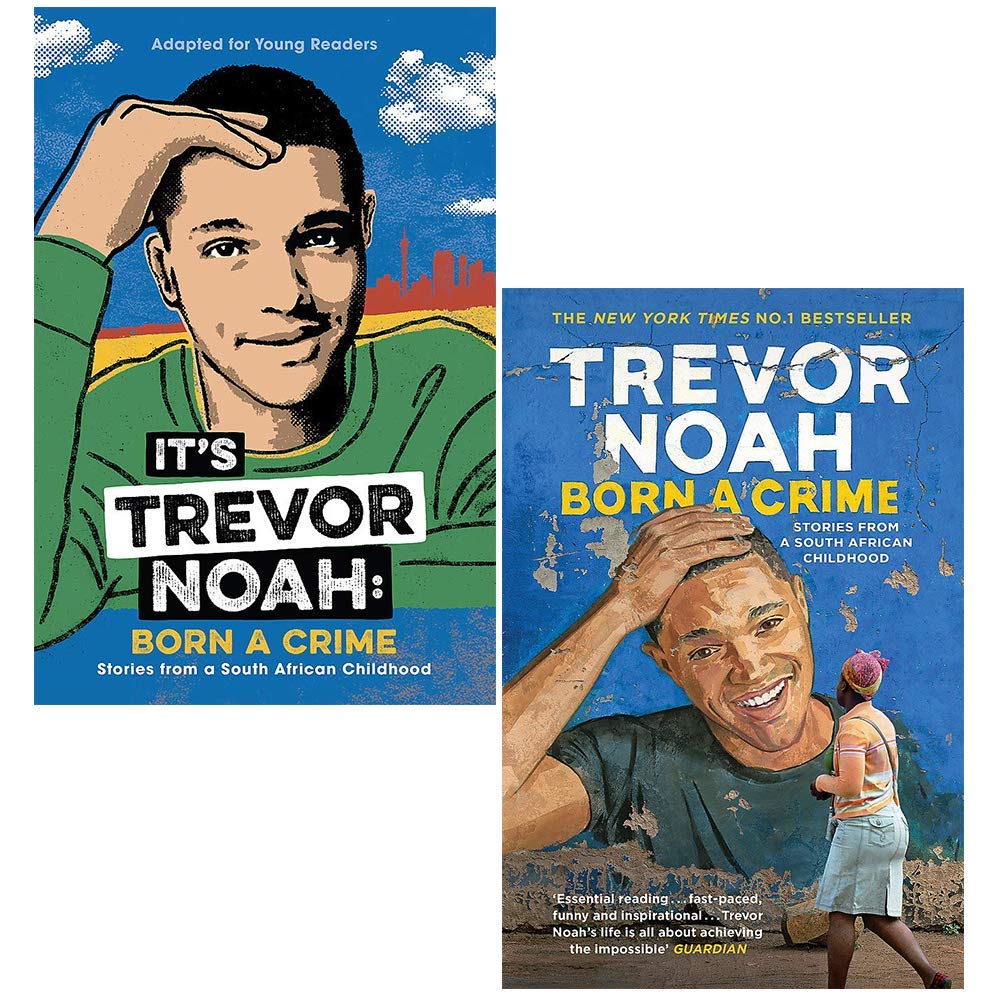 Adapted for Young Readers
IT'S
TREVOR
NOAH:
BORN A CRIME
Stories from a South African Childhood
THE NEW YORK TIMES NO.1 BESTSELLER
TREVOR
NOAH
BORN A CRIME
STORIES FROM
A SOUTH AFRICAN
CHILDHOOD
‘Essential reading...fast-paced,
funny and inspirational...Trevor
Noah’s life is all about achieving
the impossible’ GUARDIAN